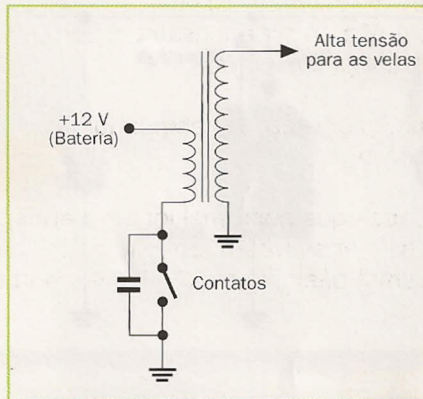 Alta tensão
para as velas
+12 V
(Bateria)
Contatos